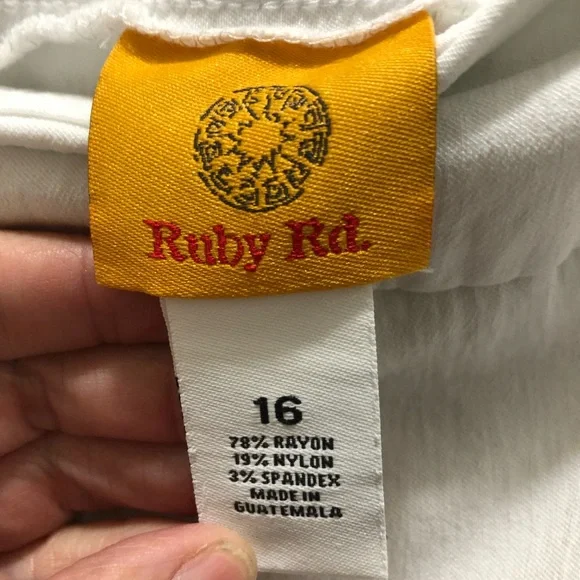 Ruby Rd.
16
78% RAYON
19% NYLON
3% SPANDEX
MADE IN
GUATEMALA